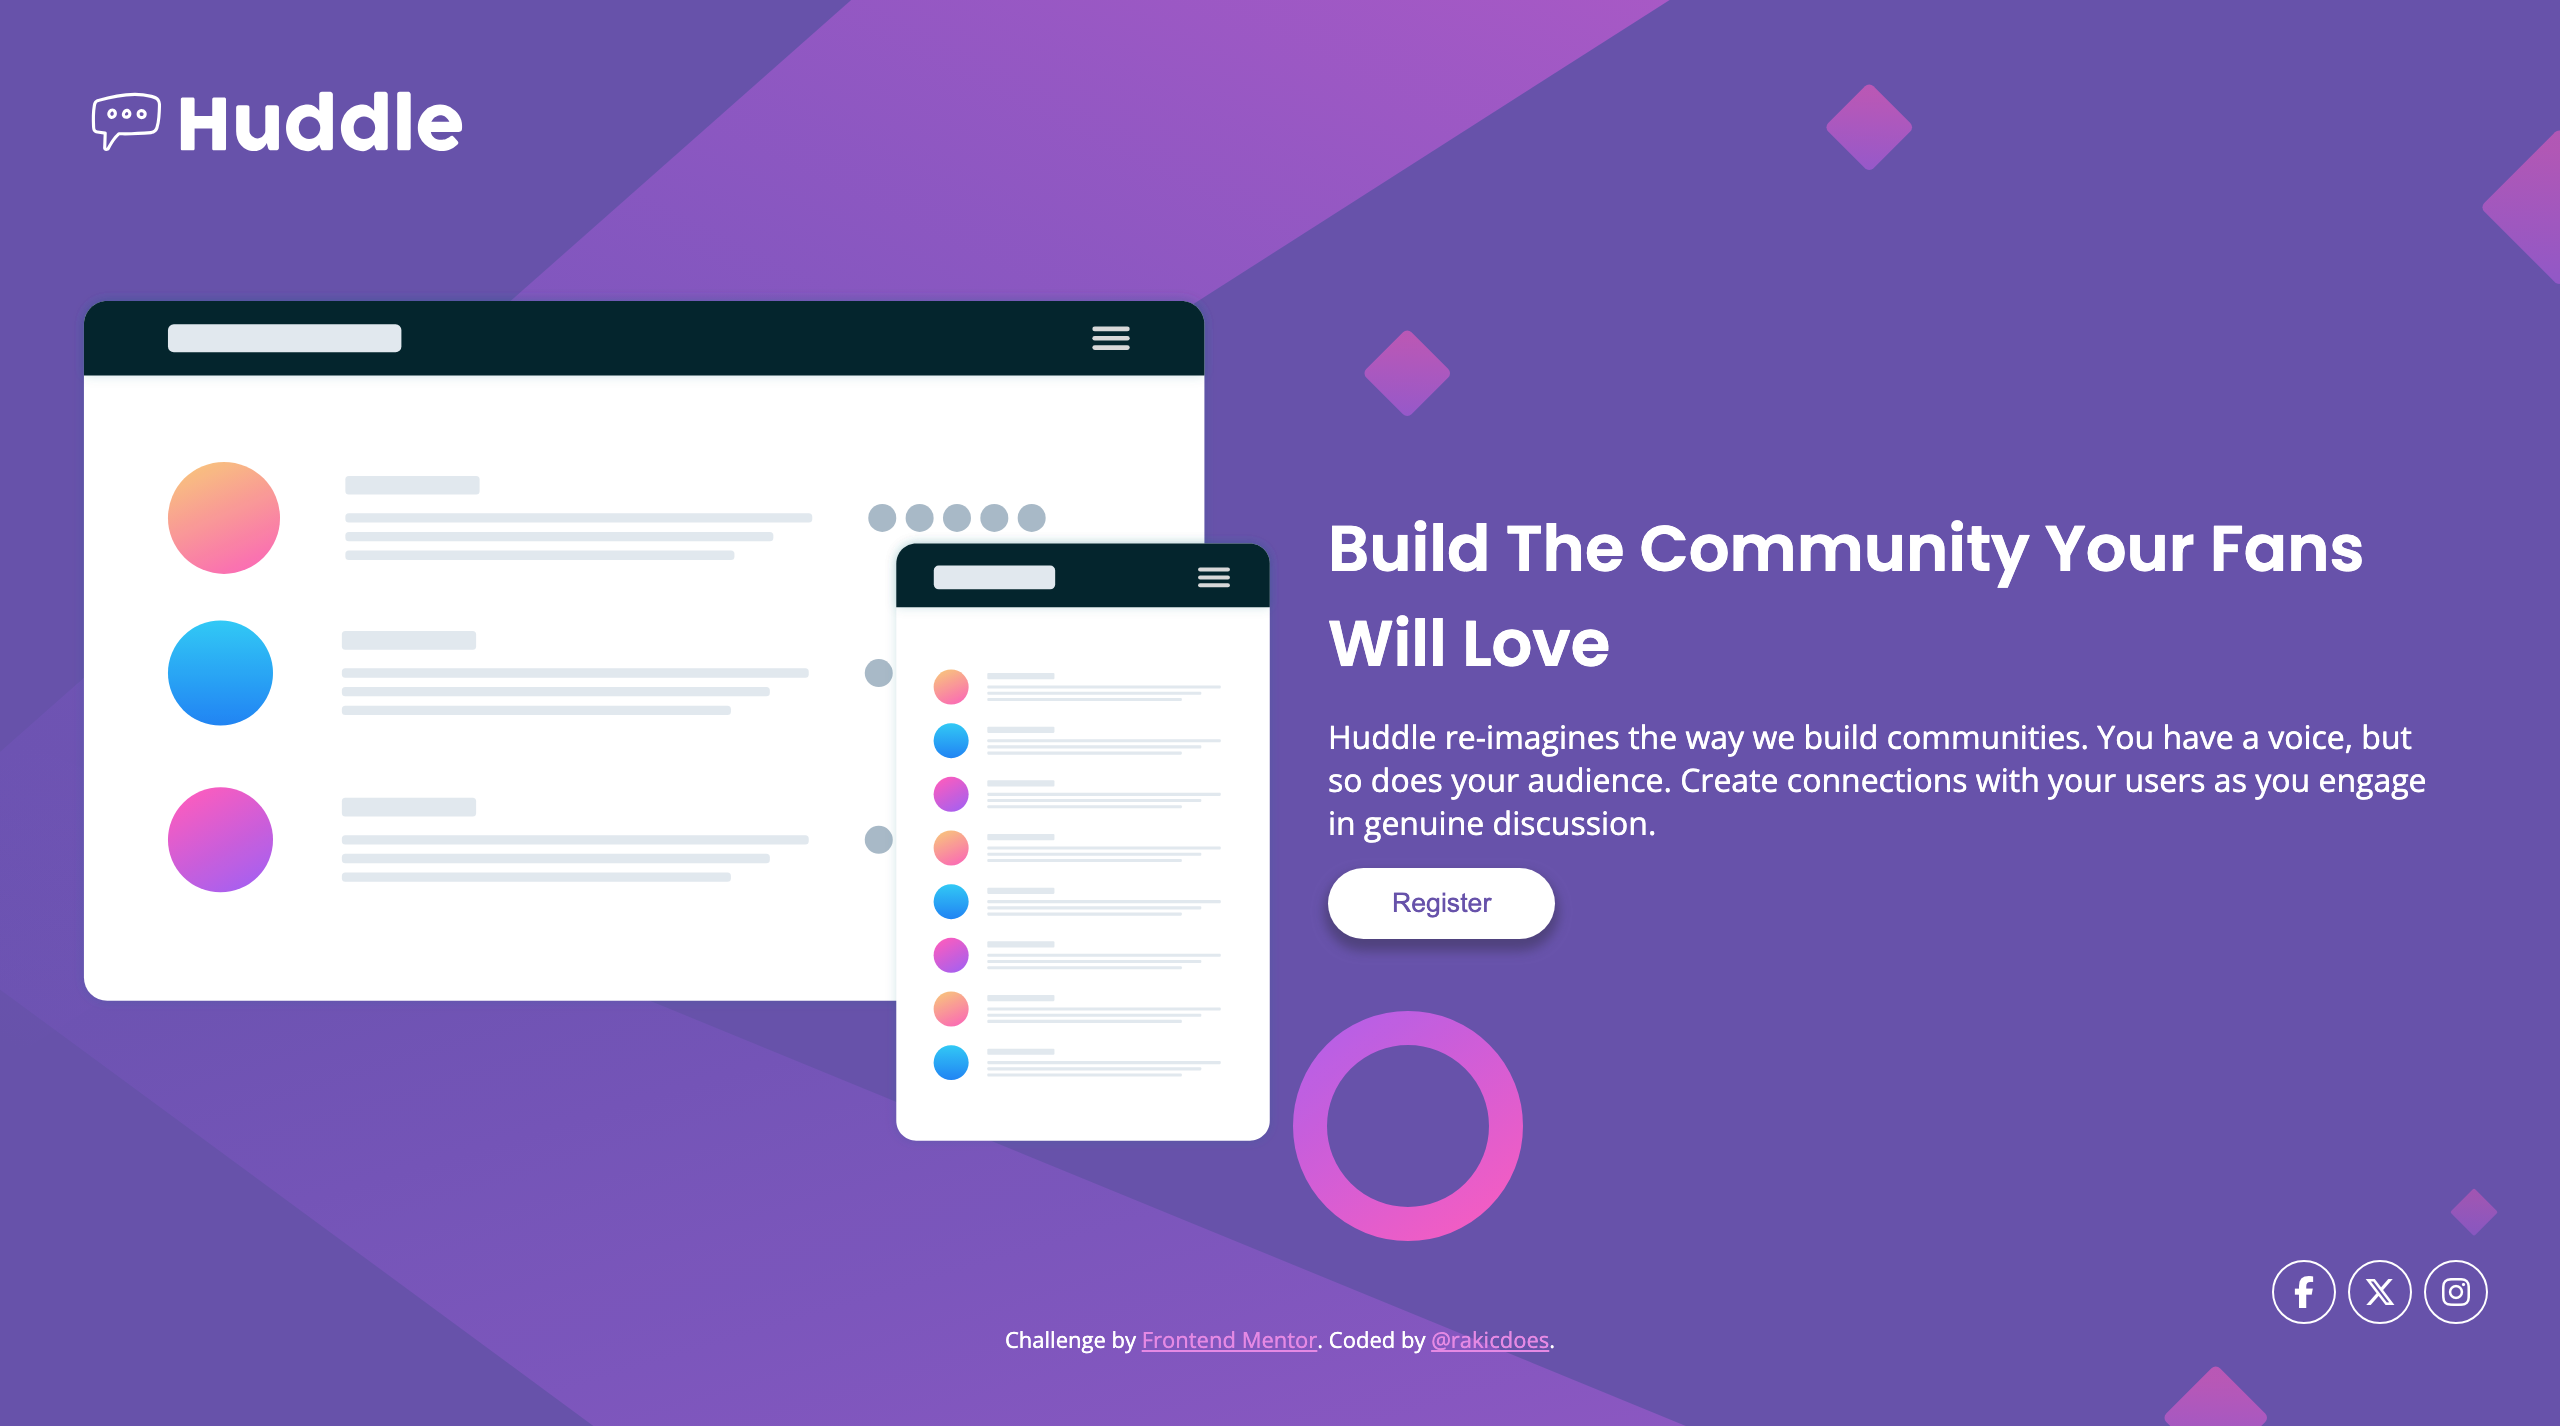 Huddle
Build The Community Your Fans
Will Love
Huddle re-imagines the way we build communities. You have a voice, but
so does your audience. Create connections with your users as you engage
in genuine discussion.
Register
Challenge by Frontend Mentor. Coded by @rakicdoes.